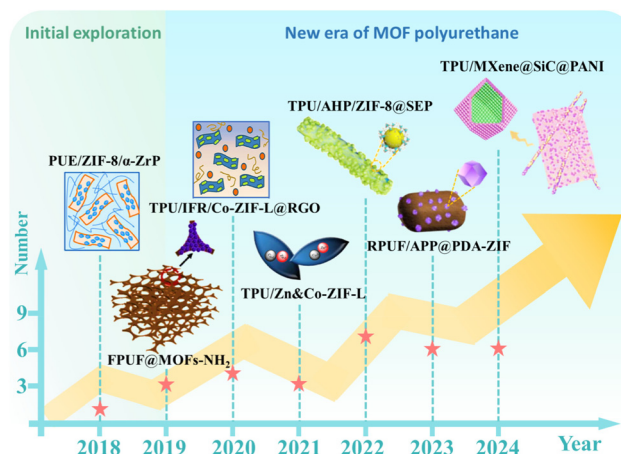 Initial exploration
New era of MOF polyurethane
TPU/MXene@SiC@PANI
TPU/AHP/ZIF-8@SEP
PUE/ZIF-8/α-ZrP
TPU/IFR/Co-ZIF-L@RGO
RPUF/APP@PDA-ZIF
TPU/Zn&Co-ZIF-L
FPUF@MOFs-NH₂
Number
9
6
3
2018 2019 2020 2021 2022 2023 2024 Year